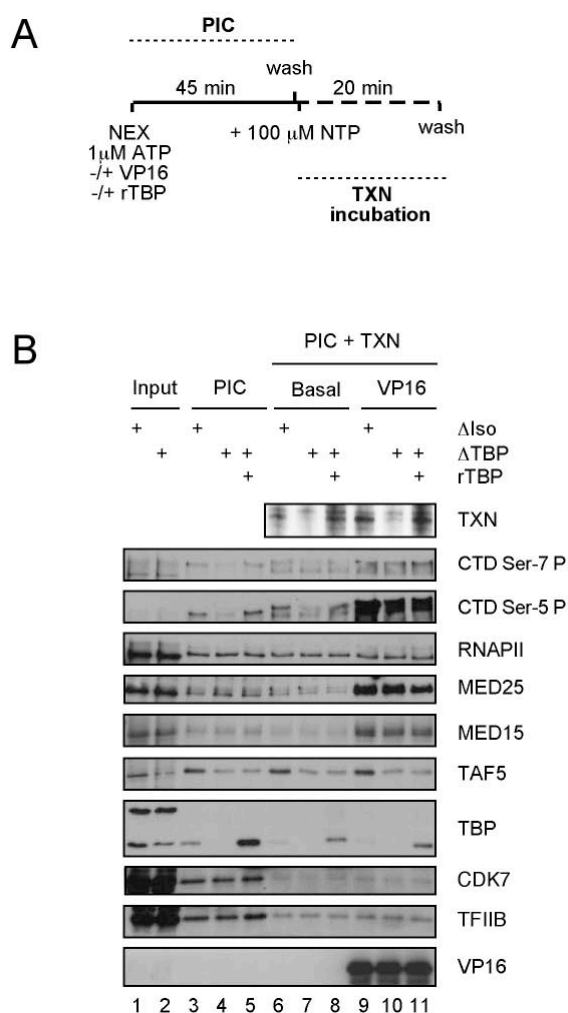 A
PIC
wash
45 min
20 min
NEX
+ 100 µM NTP
wash
1µM ATP
-/+ VP16
-/+ rTBP
TXN
incubation
B
PIC + TXN
Input PIC Basal VP16
+ + + + ΔIso
+ + + + + + + ΔTBP
+ + + rTBP
TXN
CTD Ser-7 P
CTD Ser-5 P
RNAPII
MED25
MED15
TAF5
TBP
CDK7
TFIIB
VP16
1 2 3 4 5 6 7 8 9 10 11